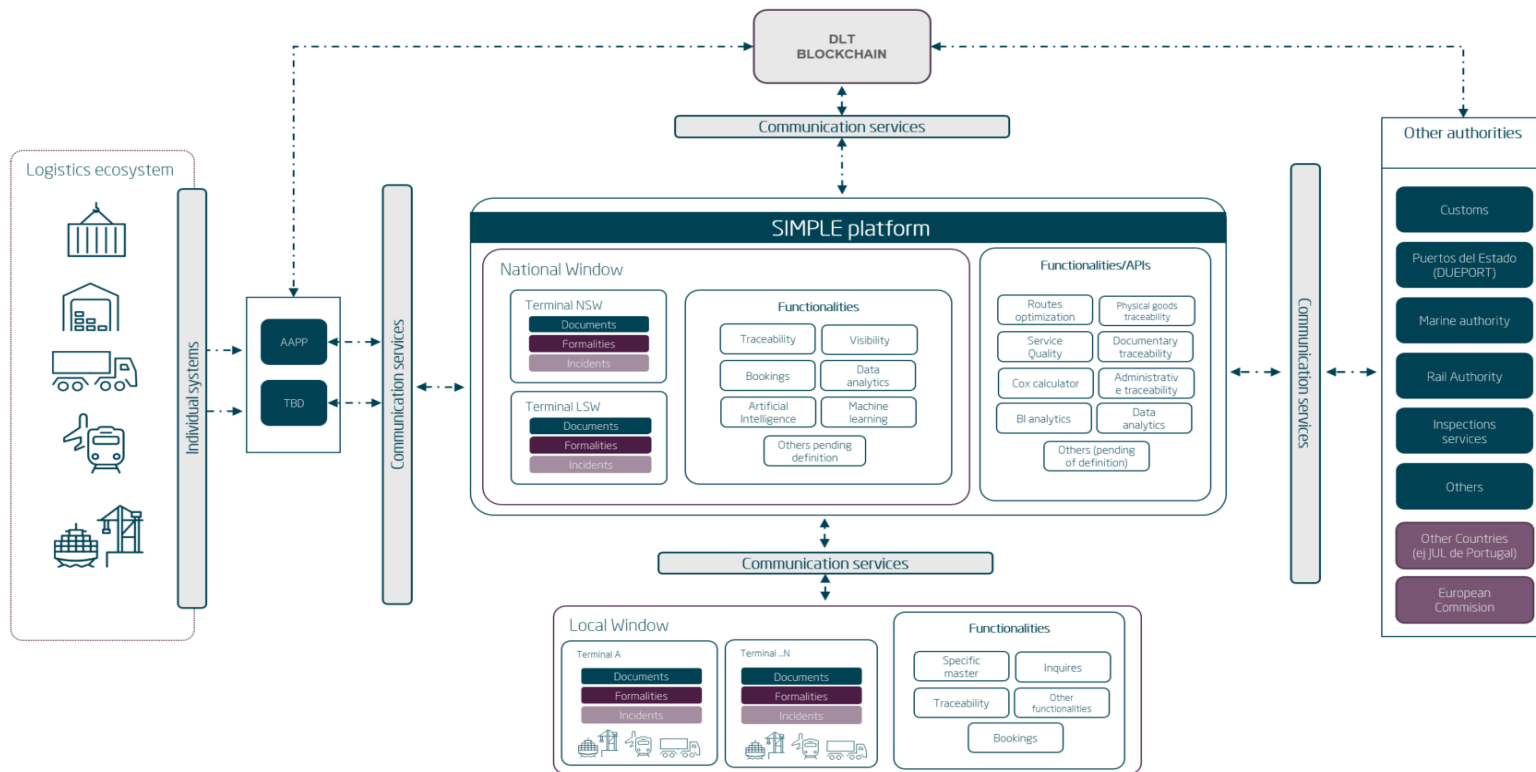 DLT
BLOCKCHAIN
Communication services
Other authorities
Logistics ecosystem
Individual systems
AAPP
TBD
Communication services
SIMPLE platform
National Window
Terminal NSW
Documents
Formalities
Incidents
Terminal LSW
Documents
Formalities
Incidents
Functionalities
Traceability
Visibility
Bookings
Data
analytics
Artificial
Intelligence
Machine
learning
Others pending
definition
Functionalities/APIs
Routes
optimization
Physical goods
traceability
Service
Quality
Documentary
traceability
Cox calculator
Administrativ
e traceability
BI analytics
Data
analytics
Others (pending
of definition)
Communication services
Customs
Puertos del Estado
(DUEPORT)
Marine authority
Rail Authority
Inspections
services
Others
Other Countries
(ej JUL de Portugal)
European
Commision
Communication services
Local Window
Terminal A
Documents
Formalities
Incidents
Terminal ...N
Documents
Formalities
Incidents
Functionalities
Specific
master
Inquires
Traceability
Other
functionalities
Bookings